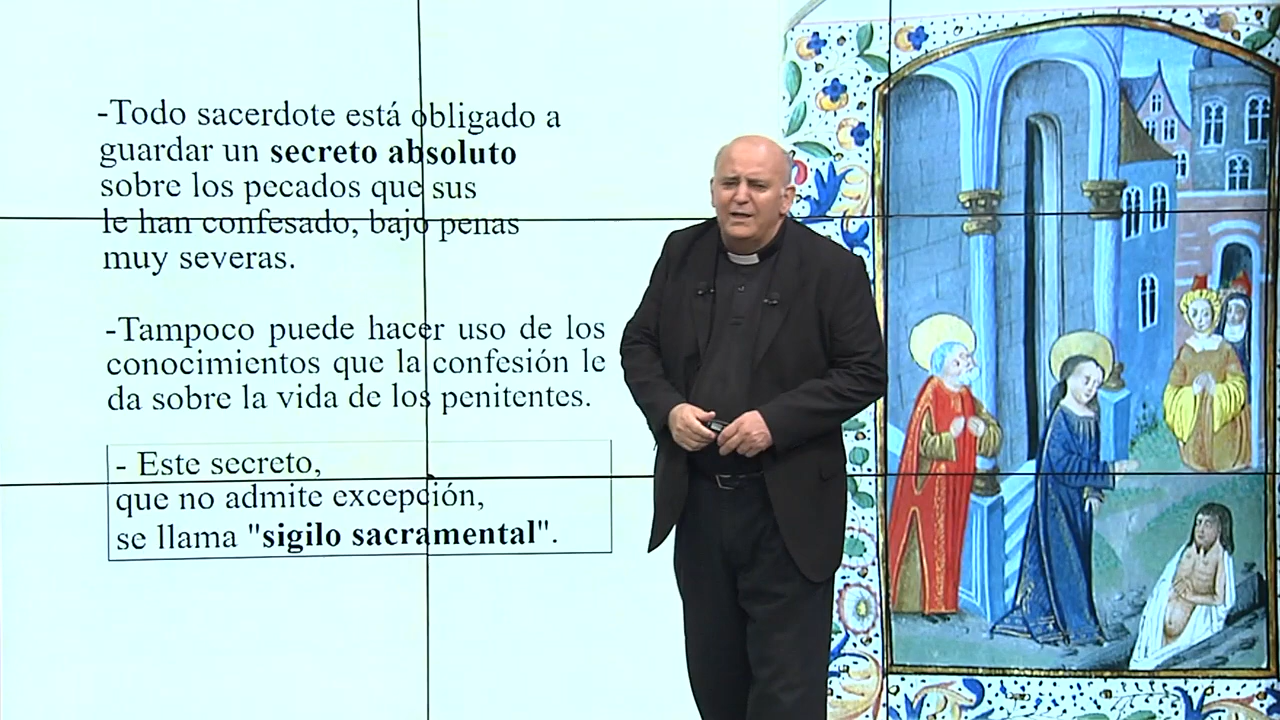 -Todo sacerdote está obligado a
guardar un secreto absoluto
sobre los pecados que sus
le han confesado, bajo penas
muy severas.
-Tampoco puede hacer uso de los
conocimientos que la confesión le
da sobre la vida de los penitentes.
- Este secreto,
que no admite excepción,
se llama "sigilo sacramental".